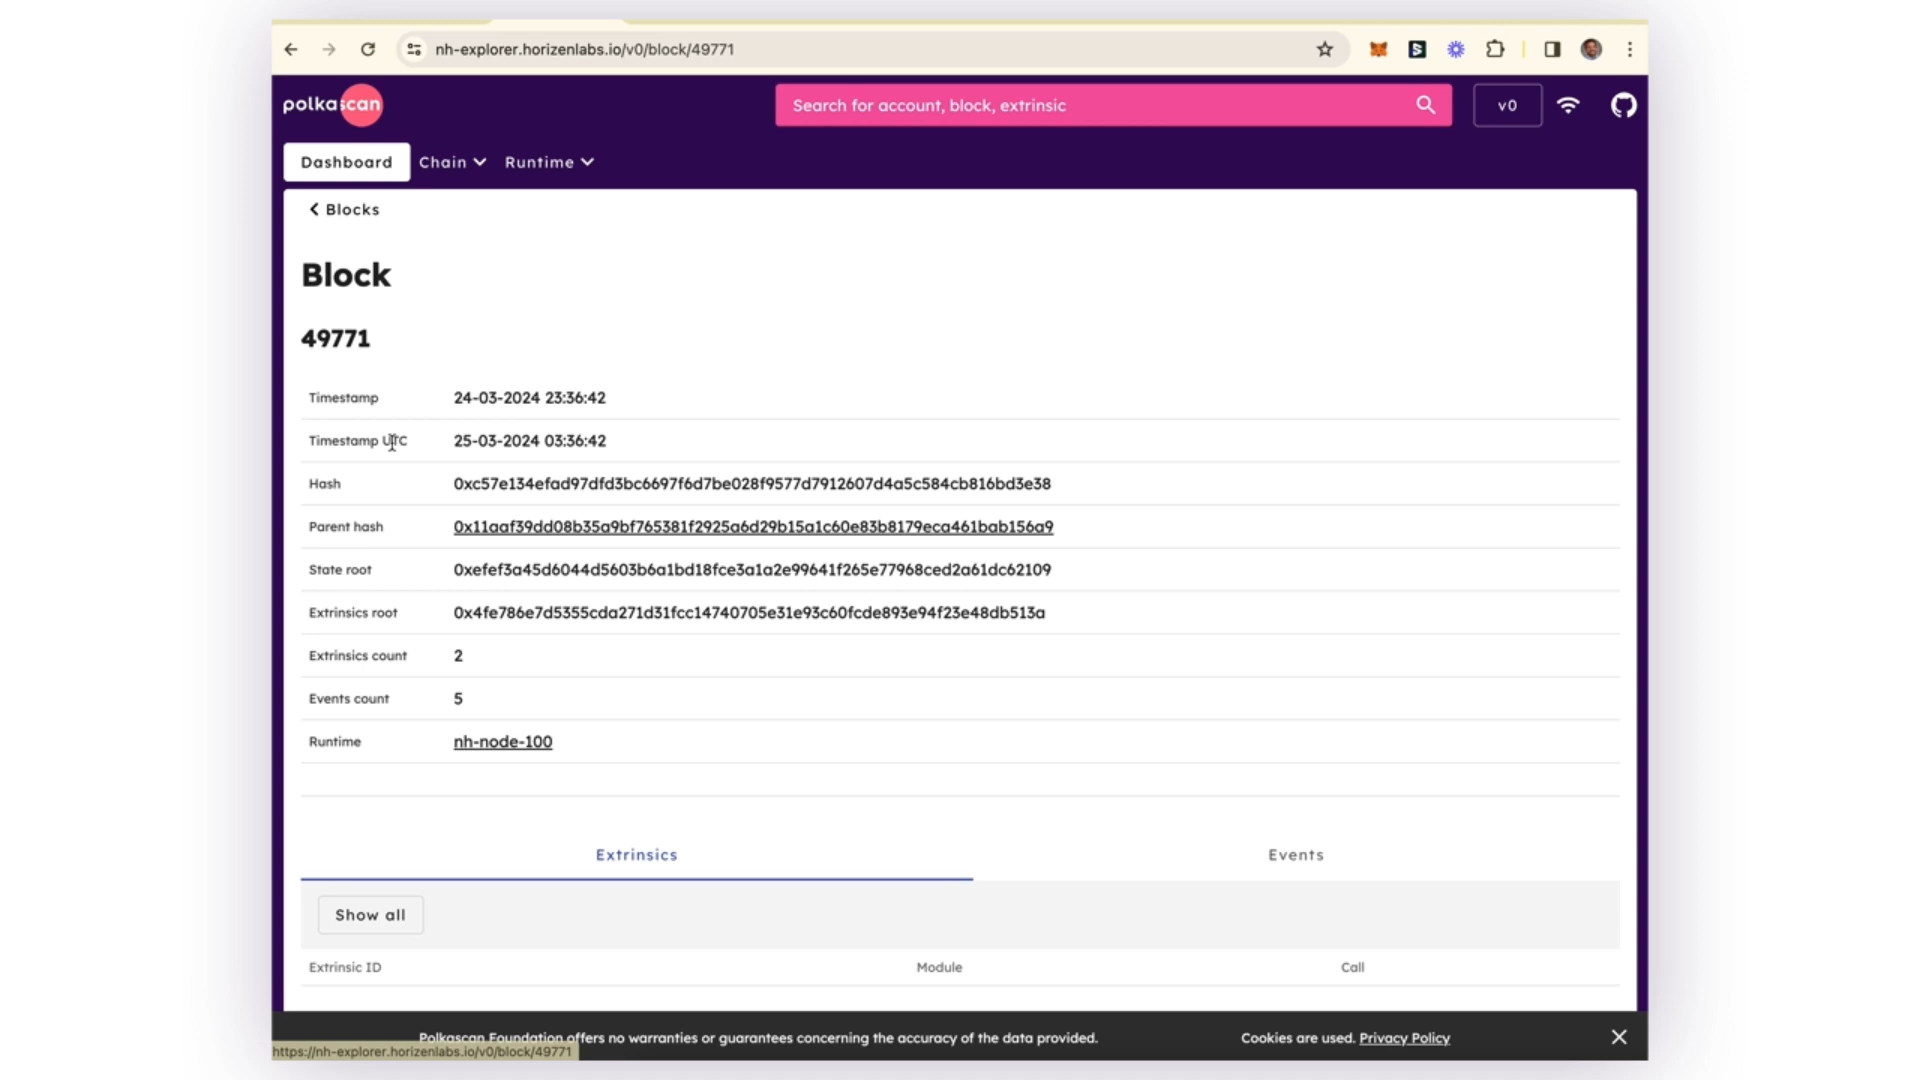 nh-explorer.horizenlabs.io/v0/block/49771
polkascan
Search for account, block, extrinsic
v0
Dashboard Chain Runtime
Blocks
Block
49771
Timestamp 24-03-2024 23:36:42
Timestamp UTC 25-03-2024 03:36:42
Hash 0xc57e134efad97dfd3bc6697f6d7be028f9577d7912607d4a5c584cb816bd3e38
Parent hash 0x11aaf39dd08b35a9bf765381f2925a6d29b15a1c60e83b8179eca461bab156a9
State root 0xefef3a45d6044d5603b6a1bd18fce3a1a2e99641f265e77968ced2a61dc62109
Extrinsics root 0x4fe786e7d5355cda271d31fcc14740705e31e93c60fcde893e94f23e48db513a
Extrinsics count 2
Events count 5
Runtime nh-node-100
Extrinsics Events
Show all
Extrinsic ID Module Call
Polkascan Foundation offers no warranties or guarantees concerning the accuracy of the data provided. Cookies are used. Privacy Policy
https://nh-explorer.horizenlabs.io/v0/block/49771